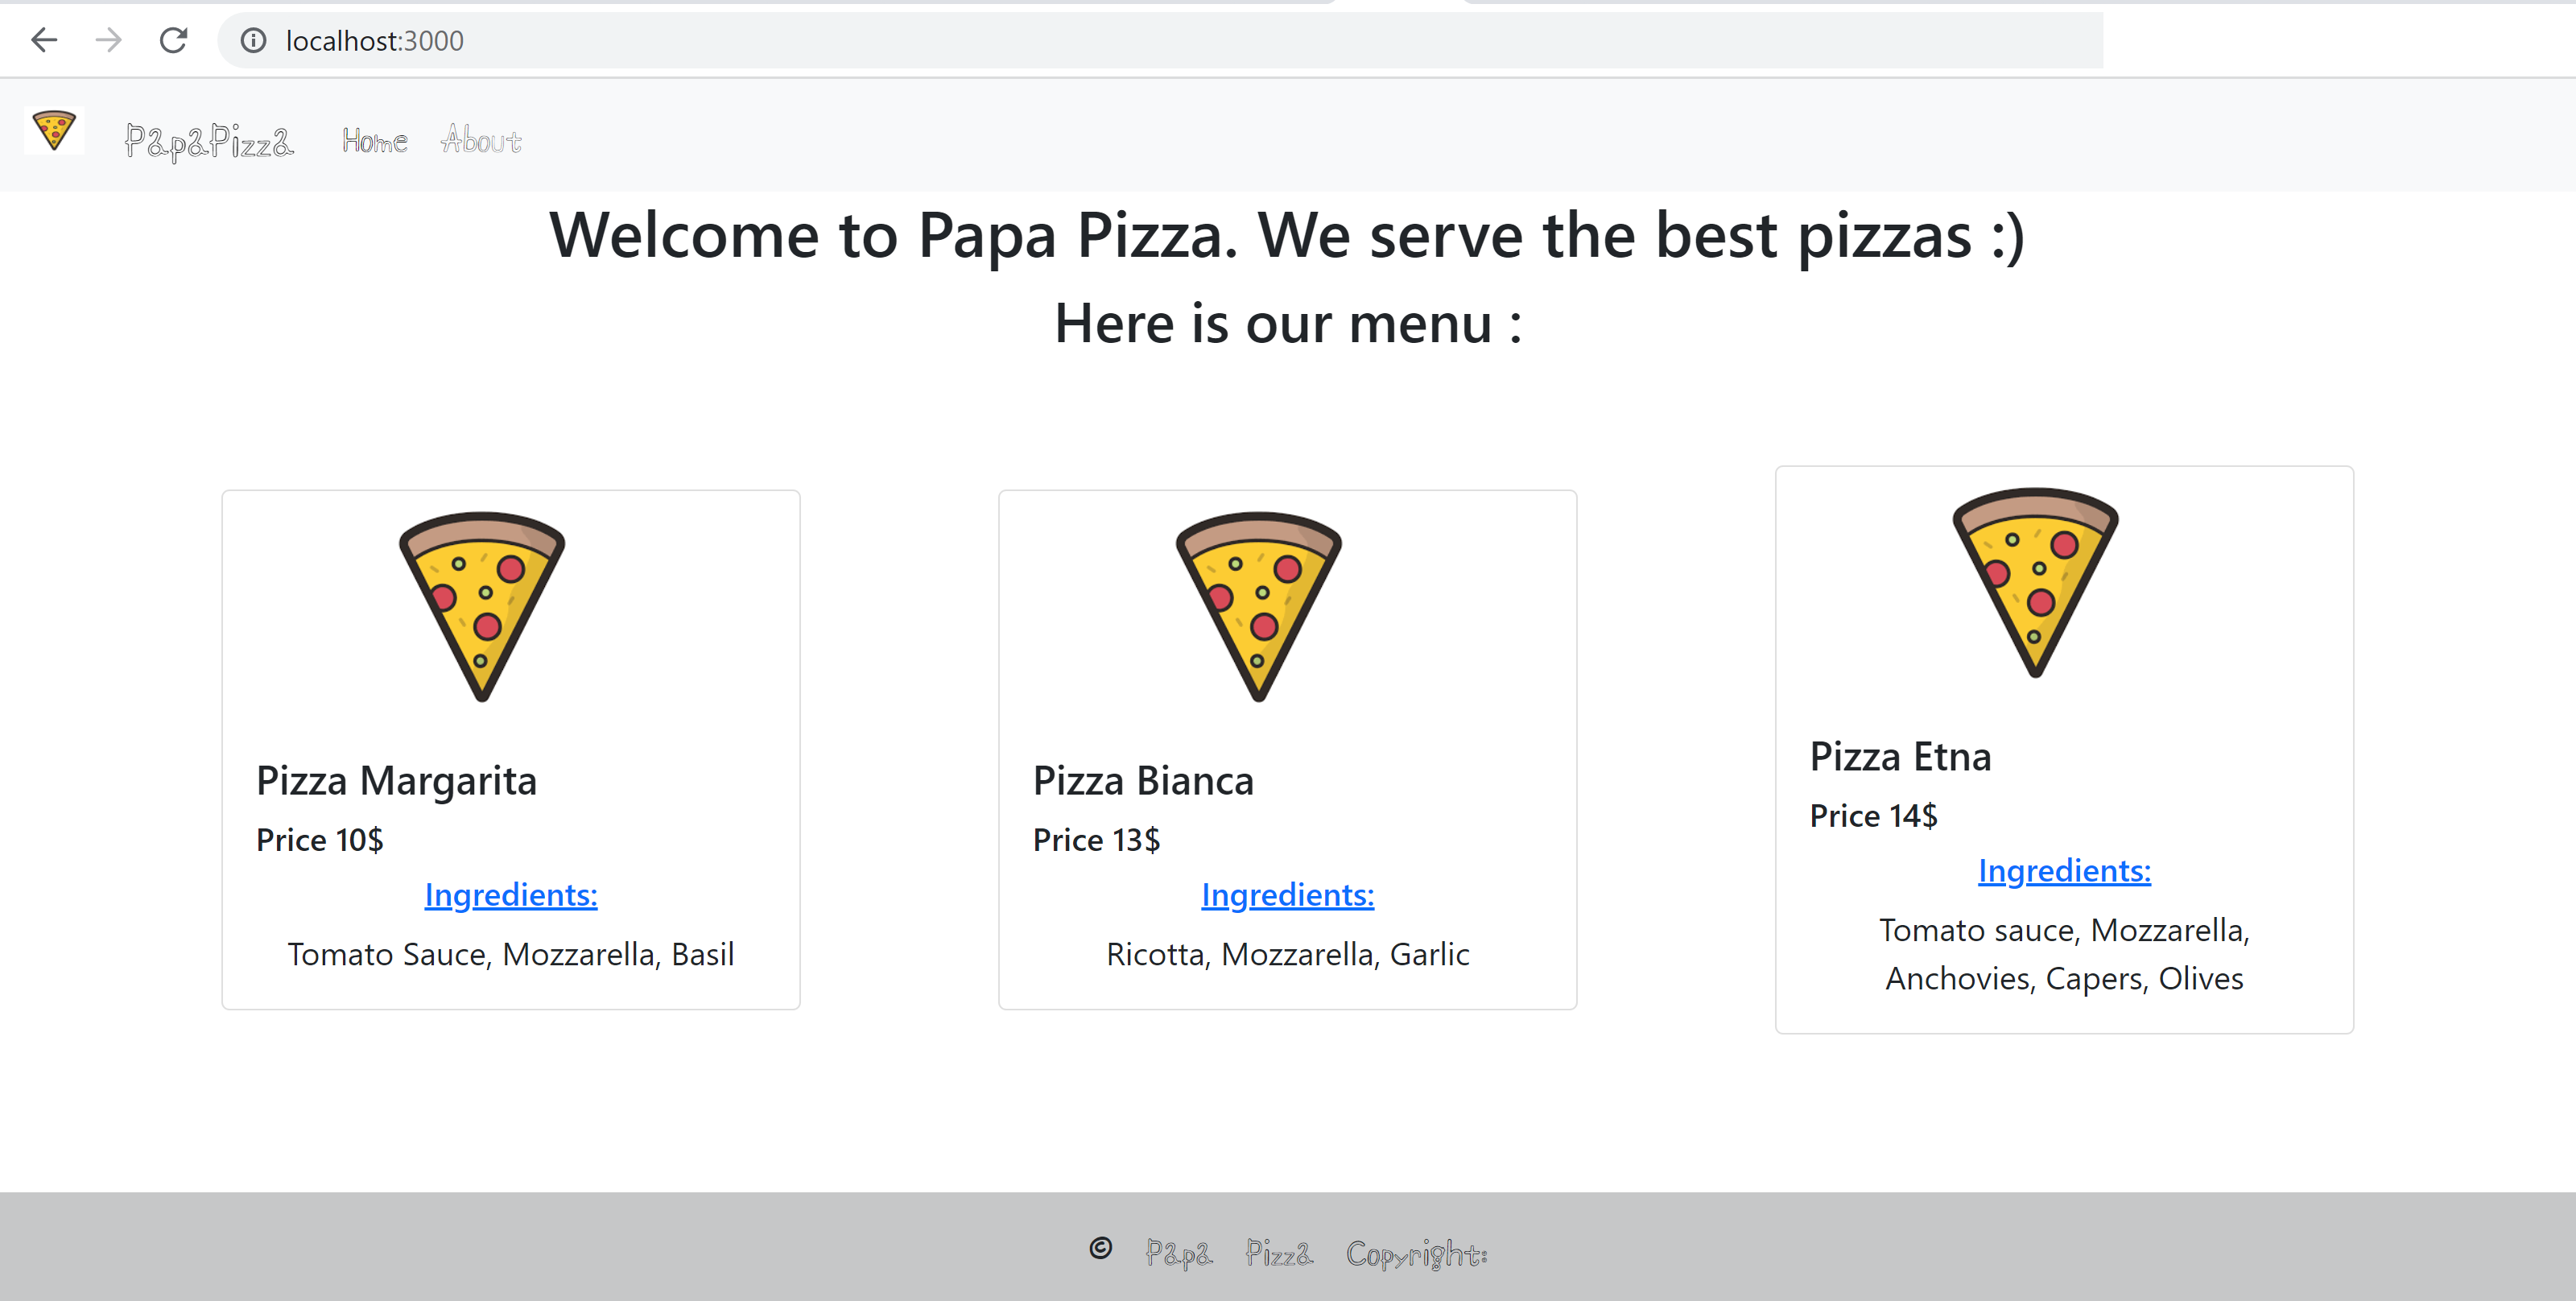 localhost:3000
PapaPizza Home About
Welcome to Papa Pizza. We serve the best pizzas :)
Here is our menu :
Pizza Margarita
Price 10$
Ingredients:
Tomato Sauce, Mozzarella, Basil
Pizza Bianca
Price 13$
Ingredients:
Ricotta, Mozzarella, Garlic
Pizza Etna
Price 14$
Ingredients:
Tomato sauce, Mozzarella,
Anchovies, Capers, Olives
© Papa Pizza Copyright: